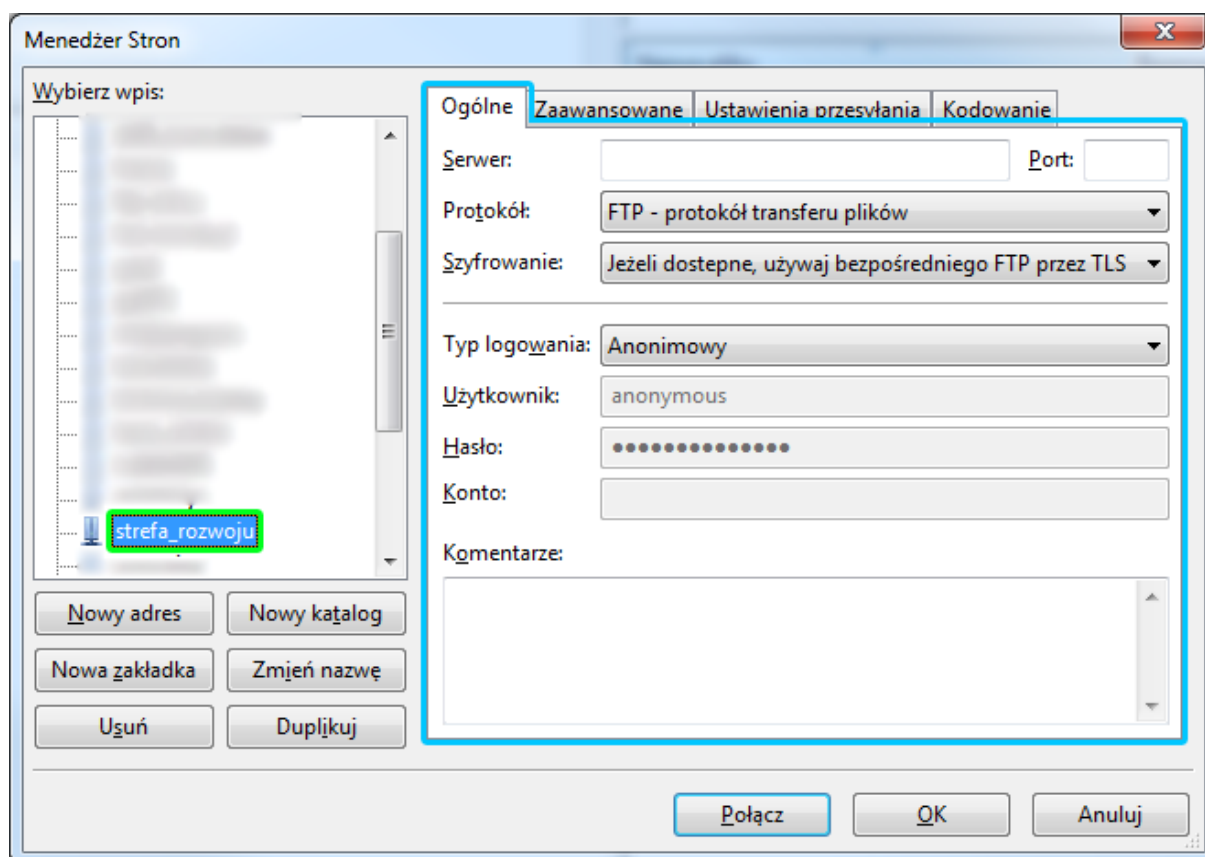 Menedżer Stron
Wybierz wpis:
strefa_rozwoju
Nowy adres
Nowy katalog
Nowa zakładka
Zmień nazwę
Usuń
Duplikuj
Ogólne
Zaawansowane
Ustawienia przesyłania
Kodowanie
Serwer:
Port:
Protokół:
FTP - protokół transferu plików
Szyfrowanie:
Jeżeli dostepne, używaj bezpośredniego FTP przez TLS
Typ logowania:
Anonimowy
Użytkownik:
anonymous
Hasło:
●●●●●●●●●●●●●●
Konto:
Komentarze:
Połącz
OK
Anuluj